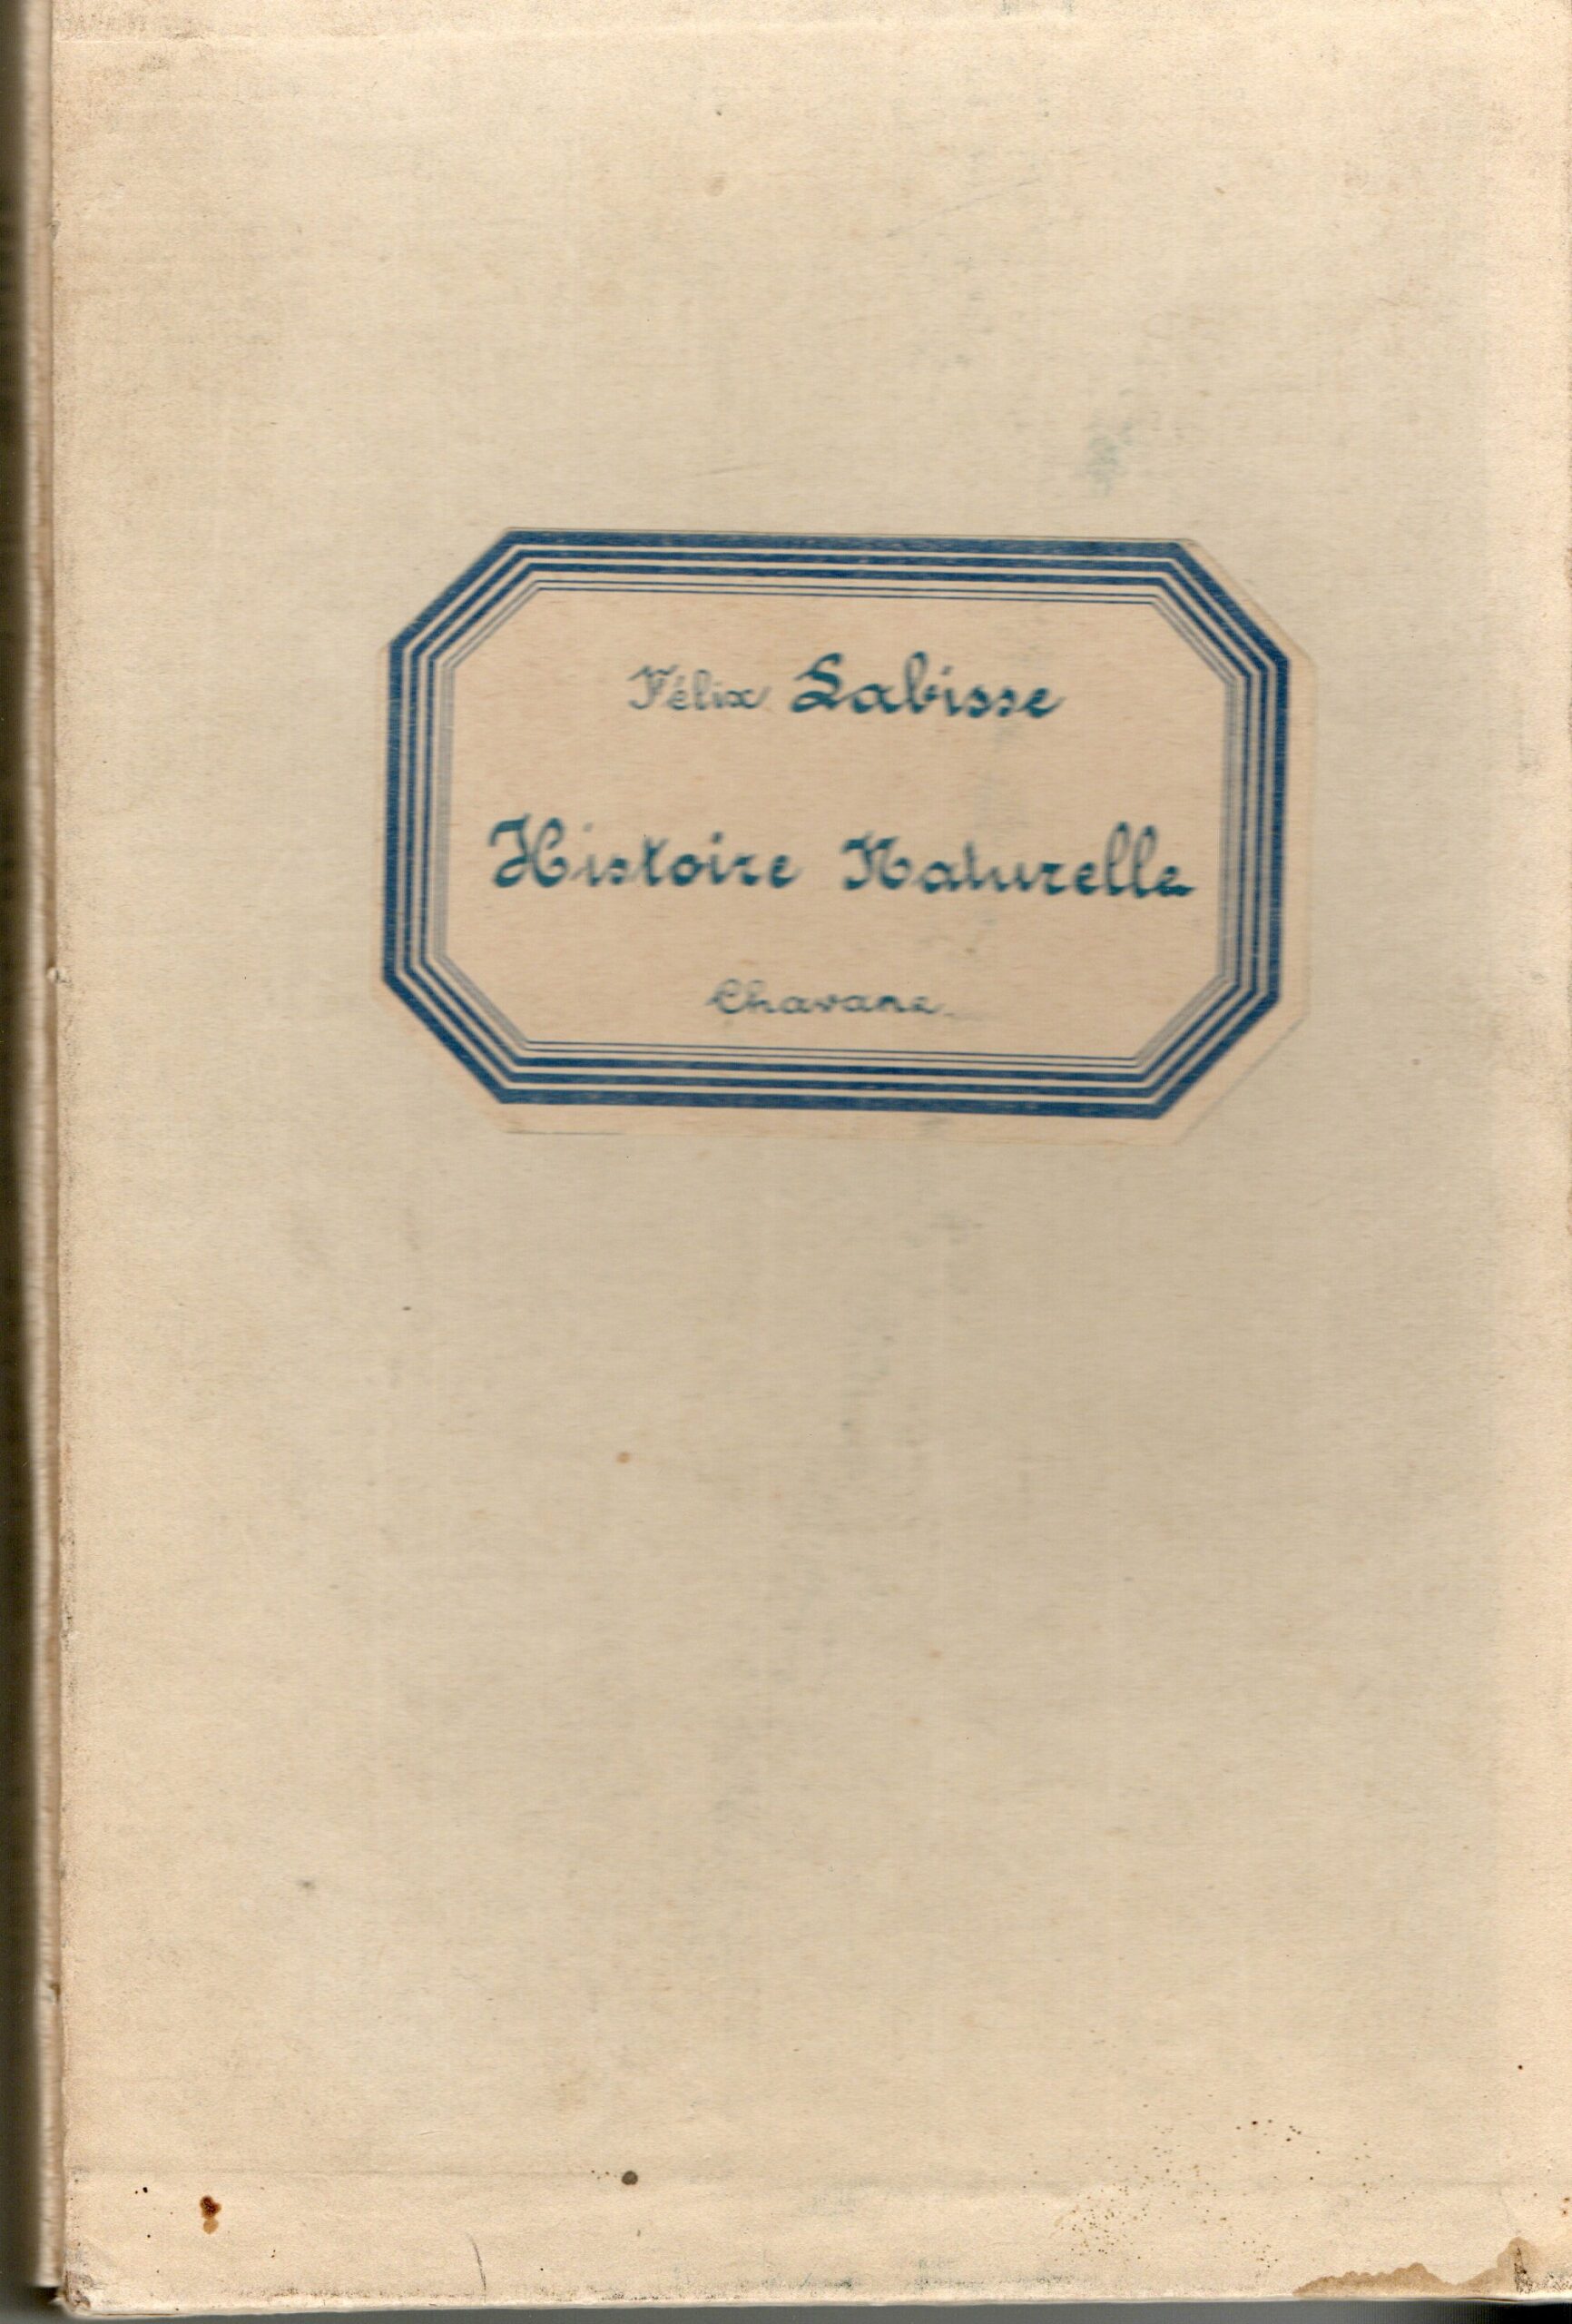 Félix Labisse
Histoire Naturelle
Chavane